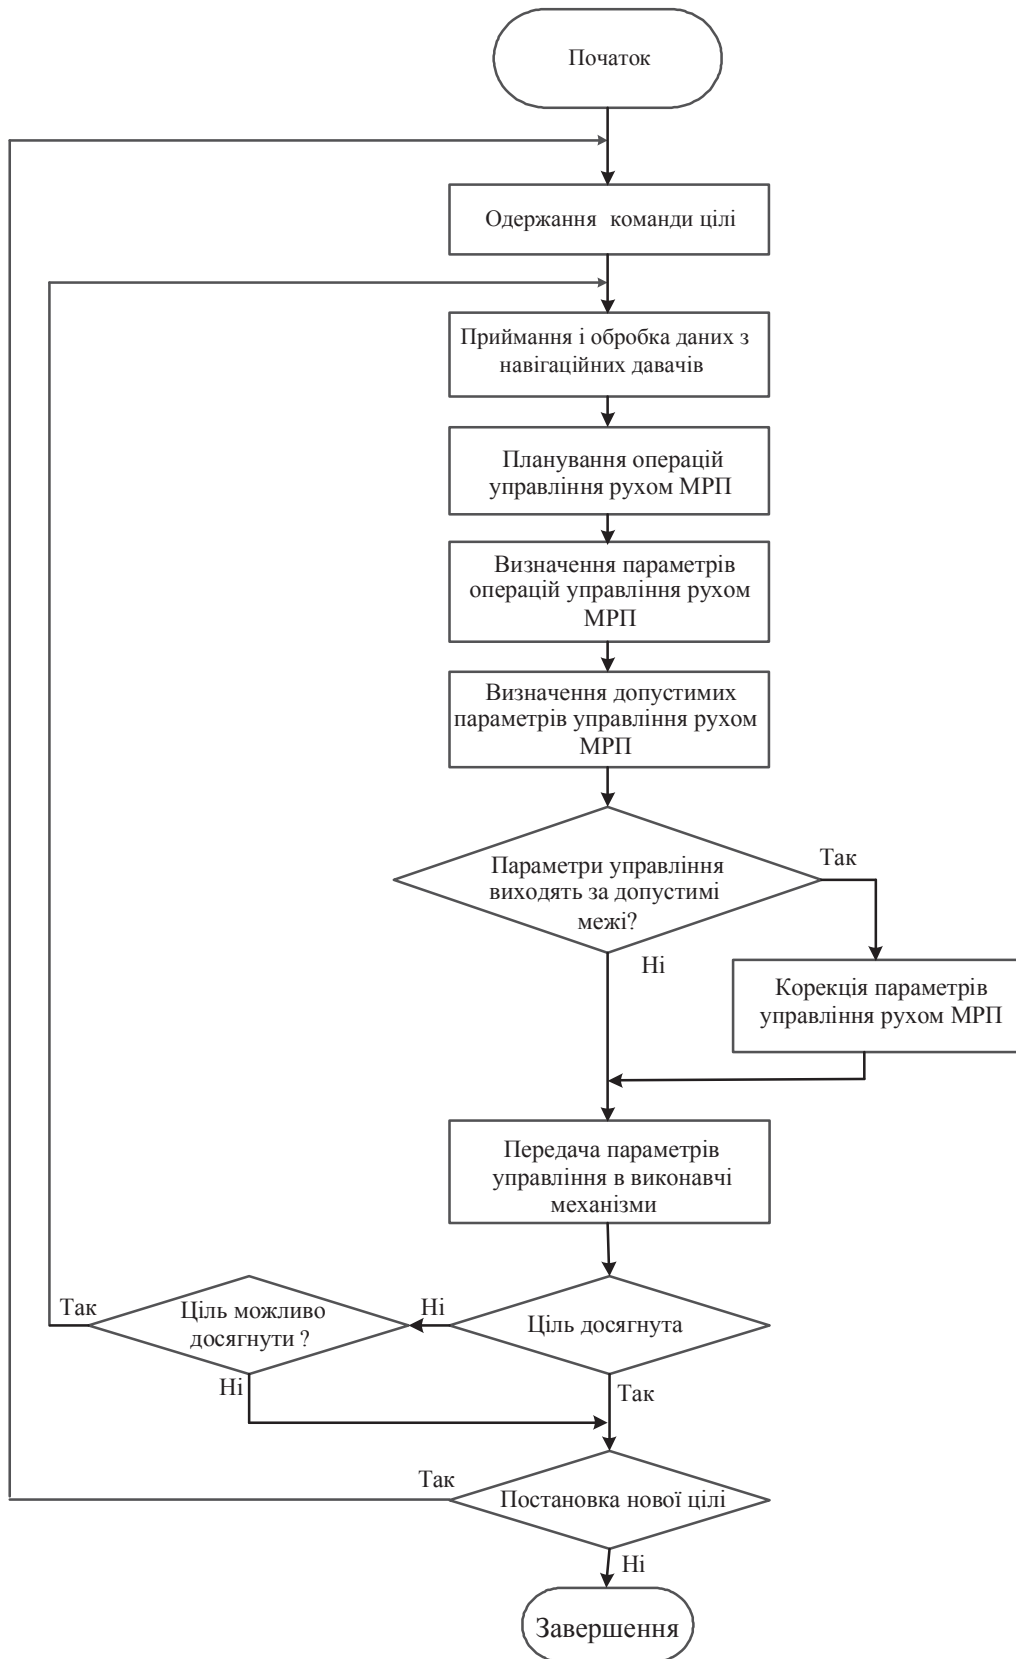 Початок
Одержання команди цілі
Приймання і обробка даних з
навігаційних давачів
Планування операцій
управління рухом МРП
Визначення параметрів
операцій управління рухом
МРП
Визначення допустимих
параметрів управління рухом
МРП
Параметри управління
виходять за допустимі
межі?
Так
Ні
Корекція параметрів
управління рухом МРП
Передача параметрів
управління в виконавчі
механізми
Ціль досягнута
Ні
Ціль можливо
досягнути ?
Так
Ні
Так
Постановка нової цілі
Так
Ні
Завершення